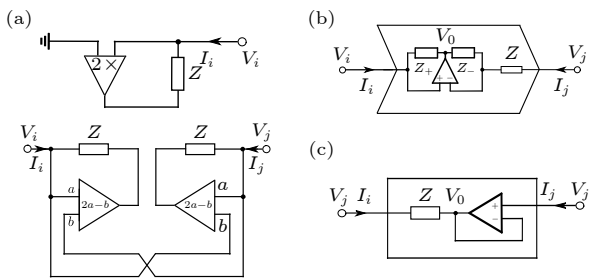 (a)
2×
Z
I_i
V_i
V_i
Z
Z
V_j
I_i
I_j
a
2a−b
b
2a−b
a
b
(b)
V_i
V_0
V_j
Z_+
Z_−
Z
+ −
I_i
I_j
(c)
V_j
I_i
Z
V_0
+
−
I_j
V_j